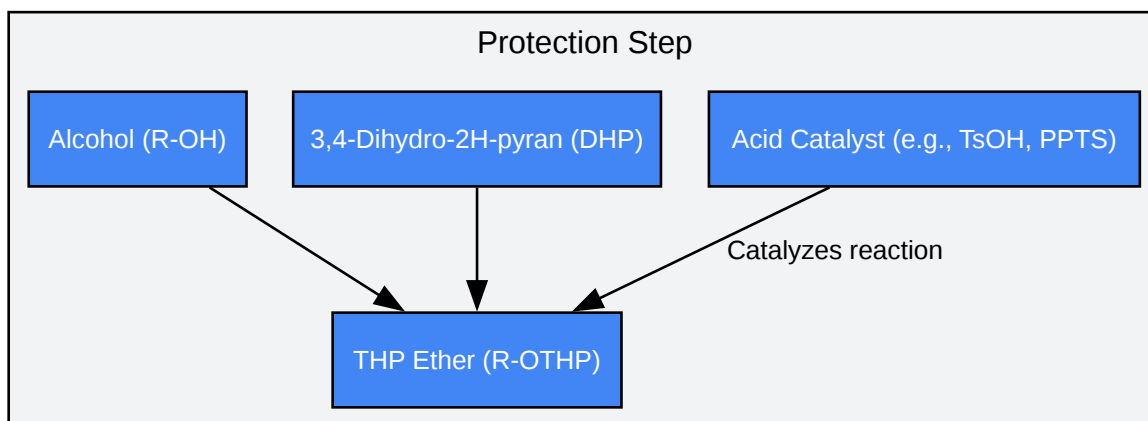 Protection Step
Alcohol (R-OH)
3,4-Dihydro-2H-pyran (DHP)
Acid Catalyst (e.g., TsOH, PPTS)
Catalyzes reaction
THP Ether (R-OTHP)